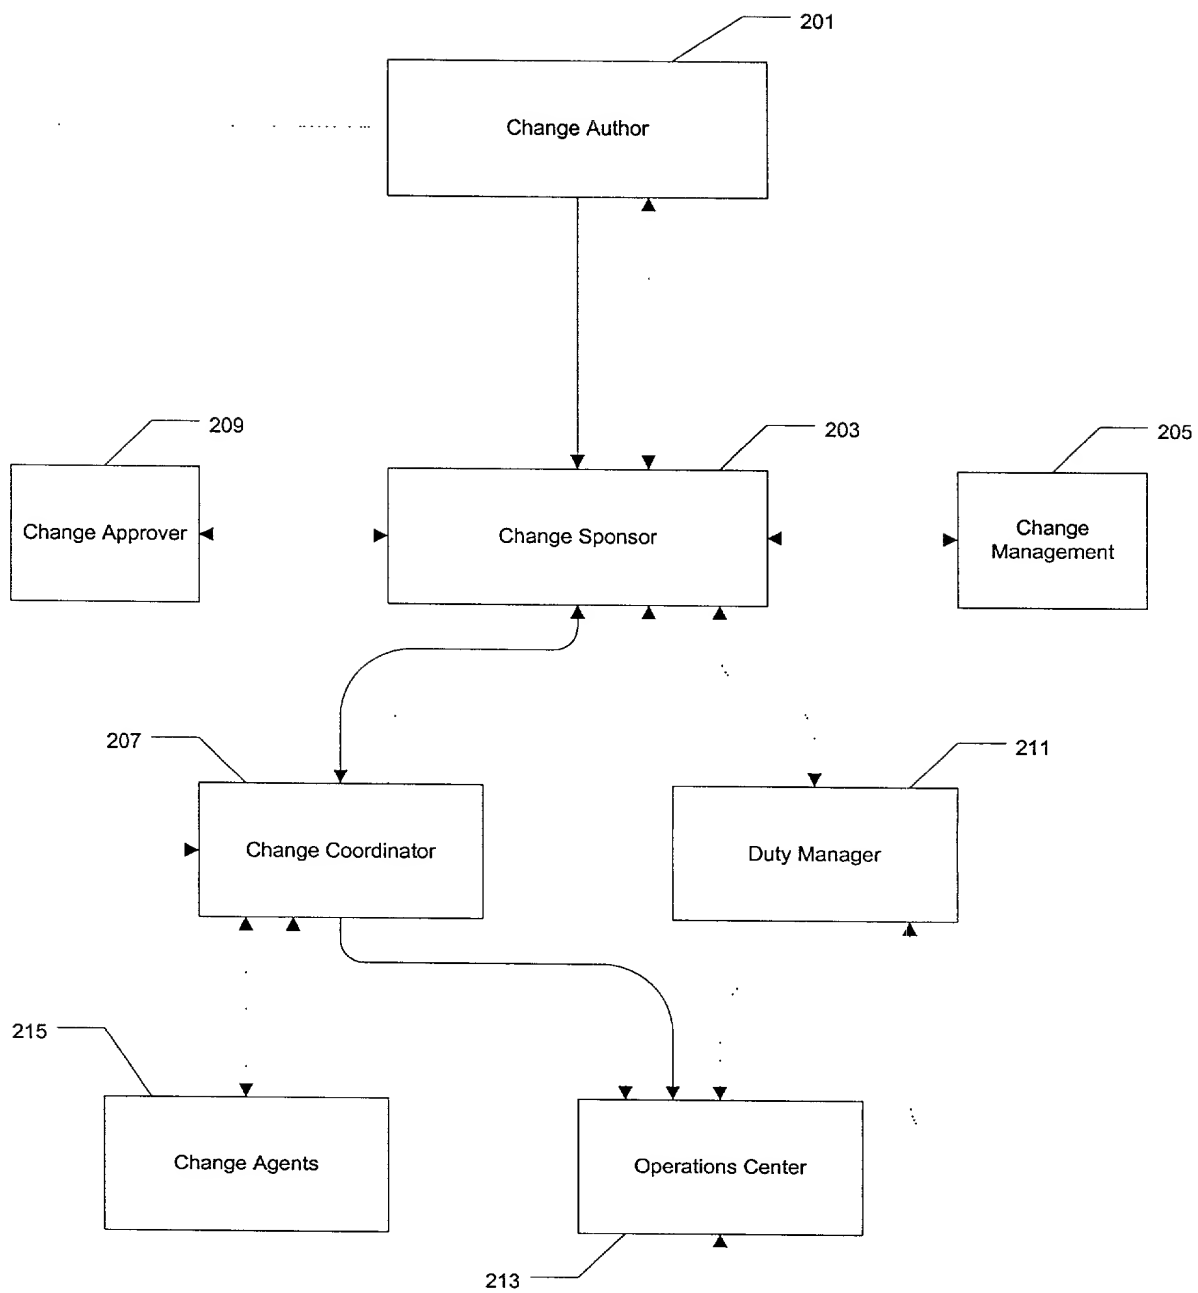 201
Change Author
209
203
205
Change Approver
Change Sponsor
Change
Management
207
211
Change Coordinator
Duty Manager
215
Change Agents
Operations Center
213